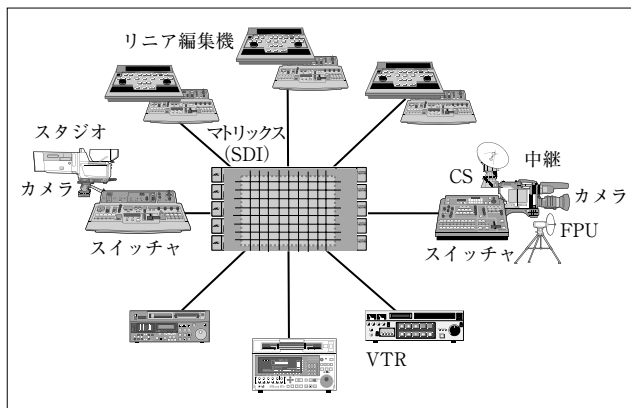 リニア編集機
スタジオ
マトリックス
(SDI)
カメラ
スイッチャ
CS
中継
カメラ
スイッチャ
FPU
VTR